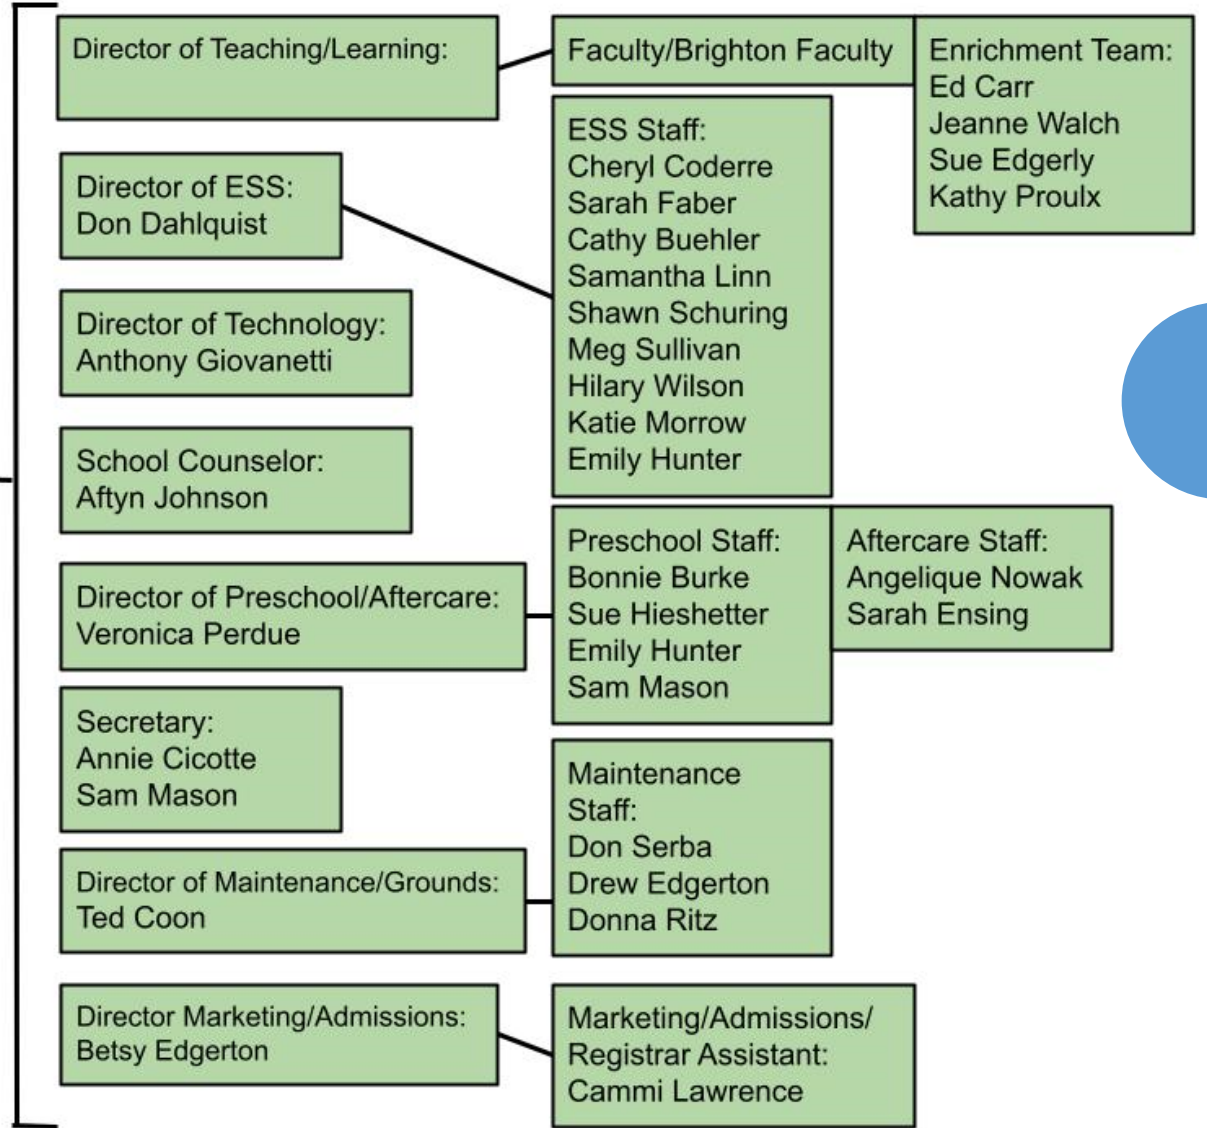 Director of Teaching/Learning:
Faculty/Brighton Faculty
Enrichment Team:
Ed Carr
Jeanne Walch
Sue Edgerly
Kathy Proulx
Director of ESS:
Don Dahlquist
ESS Staff:
Cheryl Coderre
Sarah Faber
Cathy Buehler
Samantha Linn
Shawn Schuring
Meg Sullivan
Hilary Wilson
Katie Morrow
Emily Hunter
Director of Technology:
Anthony Giovanetti
School Counselor:
Aftyn Johnson
Director of Preschool/Aftercare:
Veronica Perdue
Preschool Staff:
Bonnie Burke
Sue Hieshetter
Emily Hunter
Sam Mason
Aftercare Staff:
Angelique Nowak
Sarah Ensing
Secretary:
Annie Cicotte
Sam Mason
Director of Maintenance/Grounds:
Ted Coon
Maintenance
Staff:
Don Serba
Drew Edgerton
Donna Ritz
Director Marketing/Admissions:
Betsy Edgerton
Marketing/Admissions/
Registrar Assistant:
Cammi Lawrence